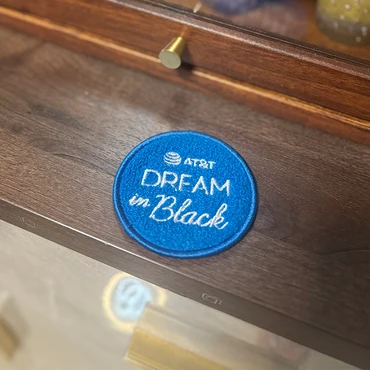 AT&T
DREAM
in Black